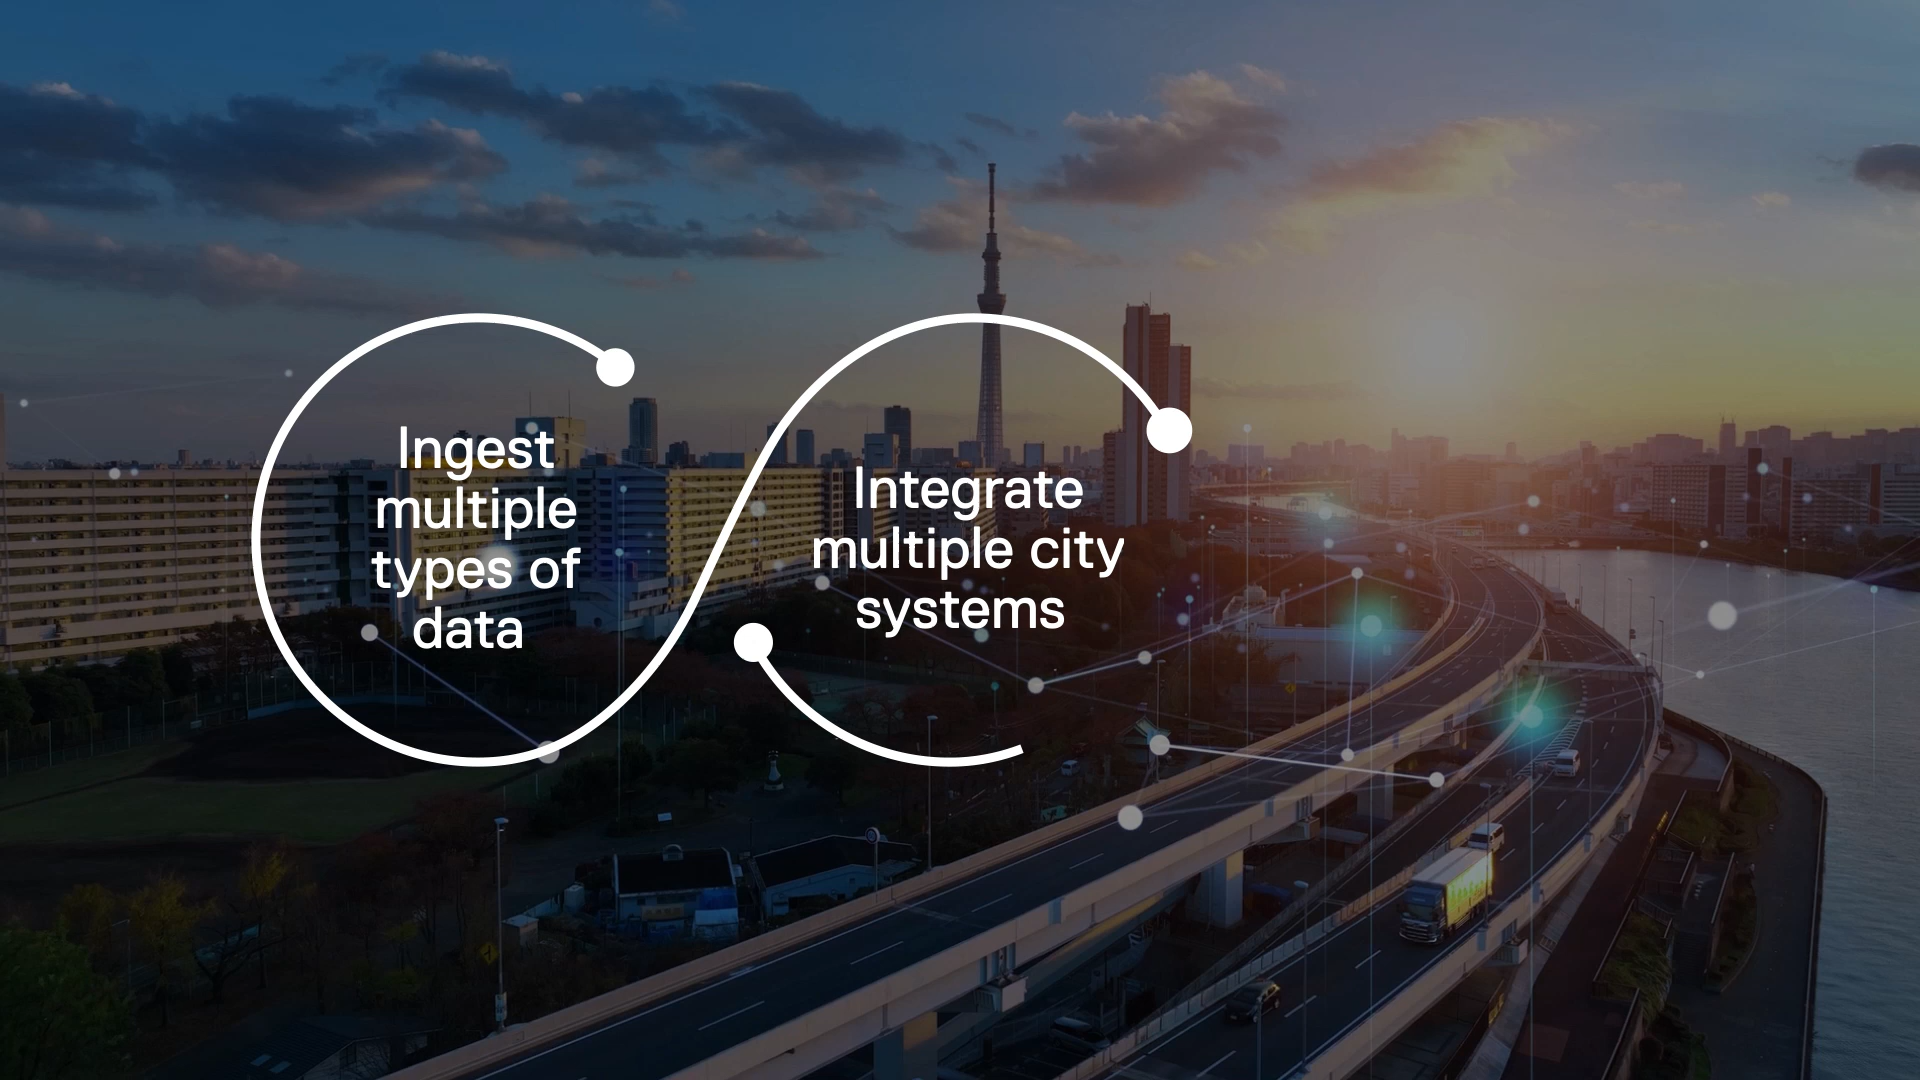 Ingest
multiple
types of
data
Integrate
multiple city
systems